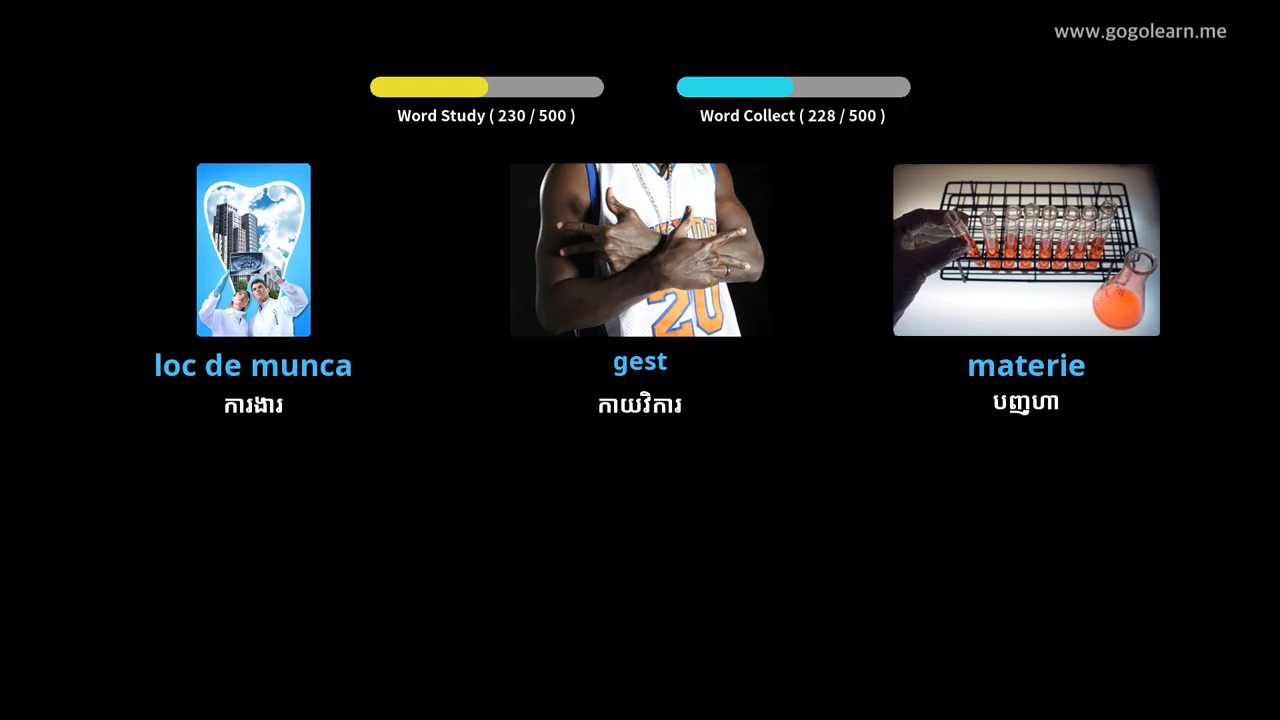 www.gogolearn.me
Word Study ( 230 / 500 )
Word Collect ( 228 / 500 )
20
loc de munca
gest
materie
ការងារ
កាយវិការ
បញ្ហា